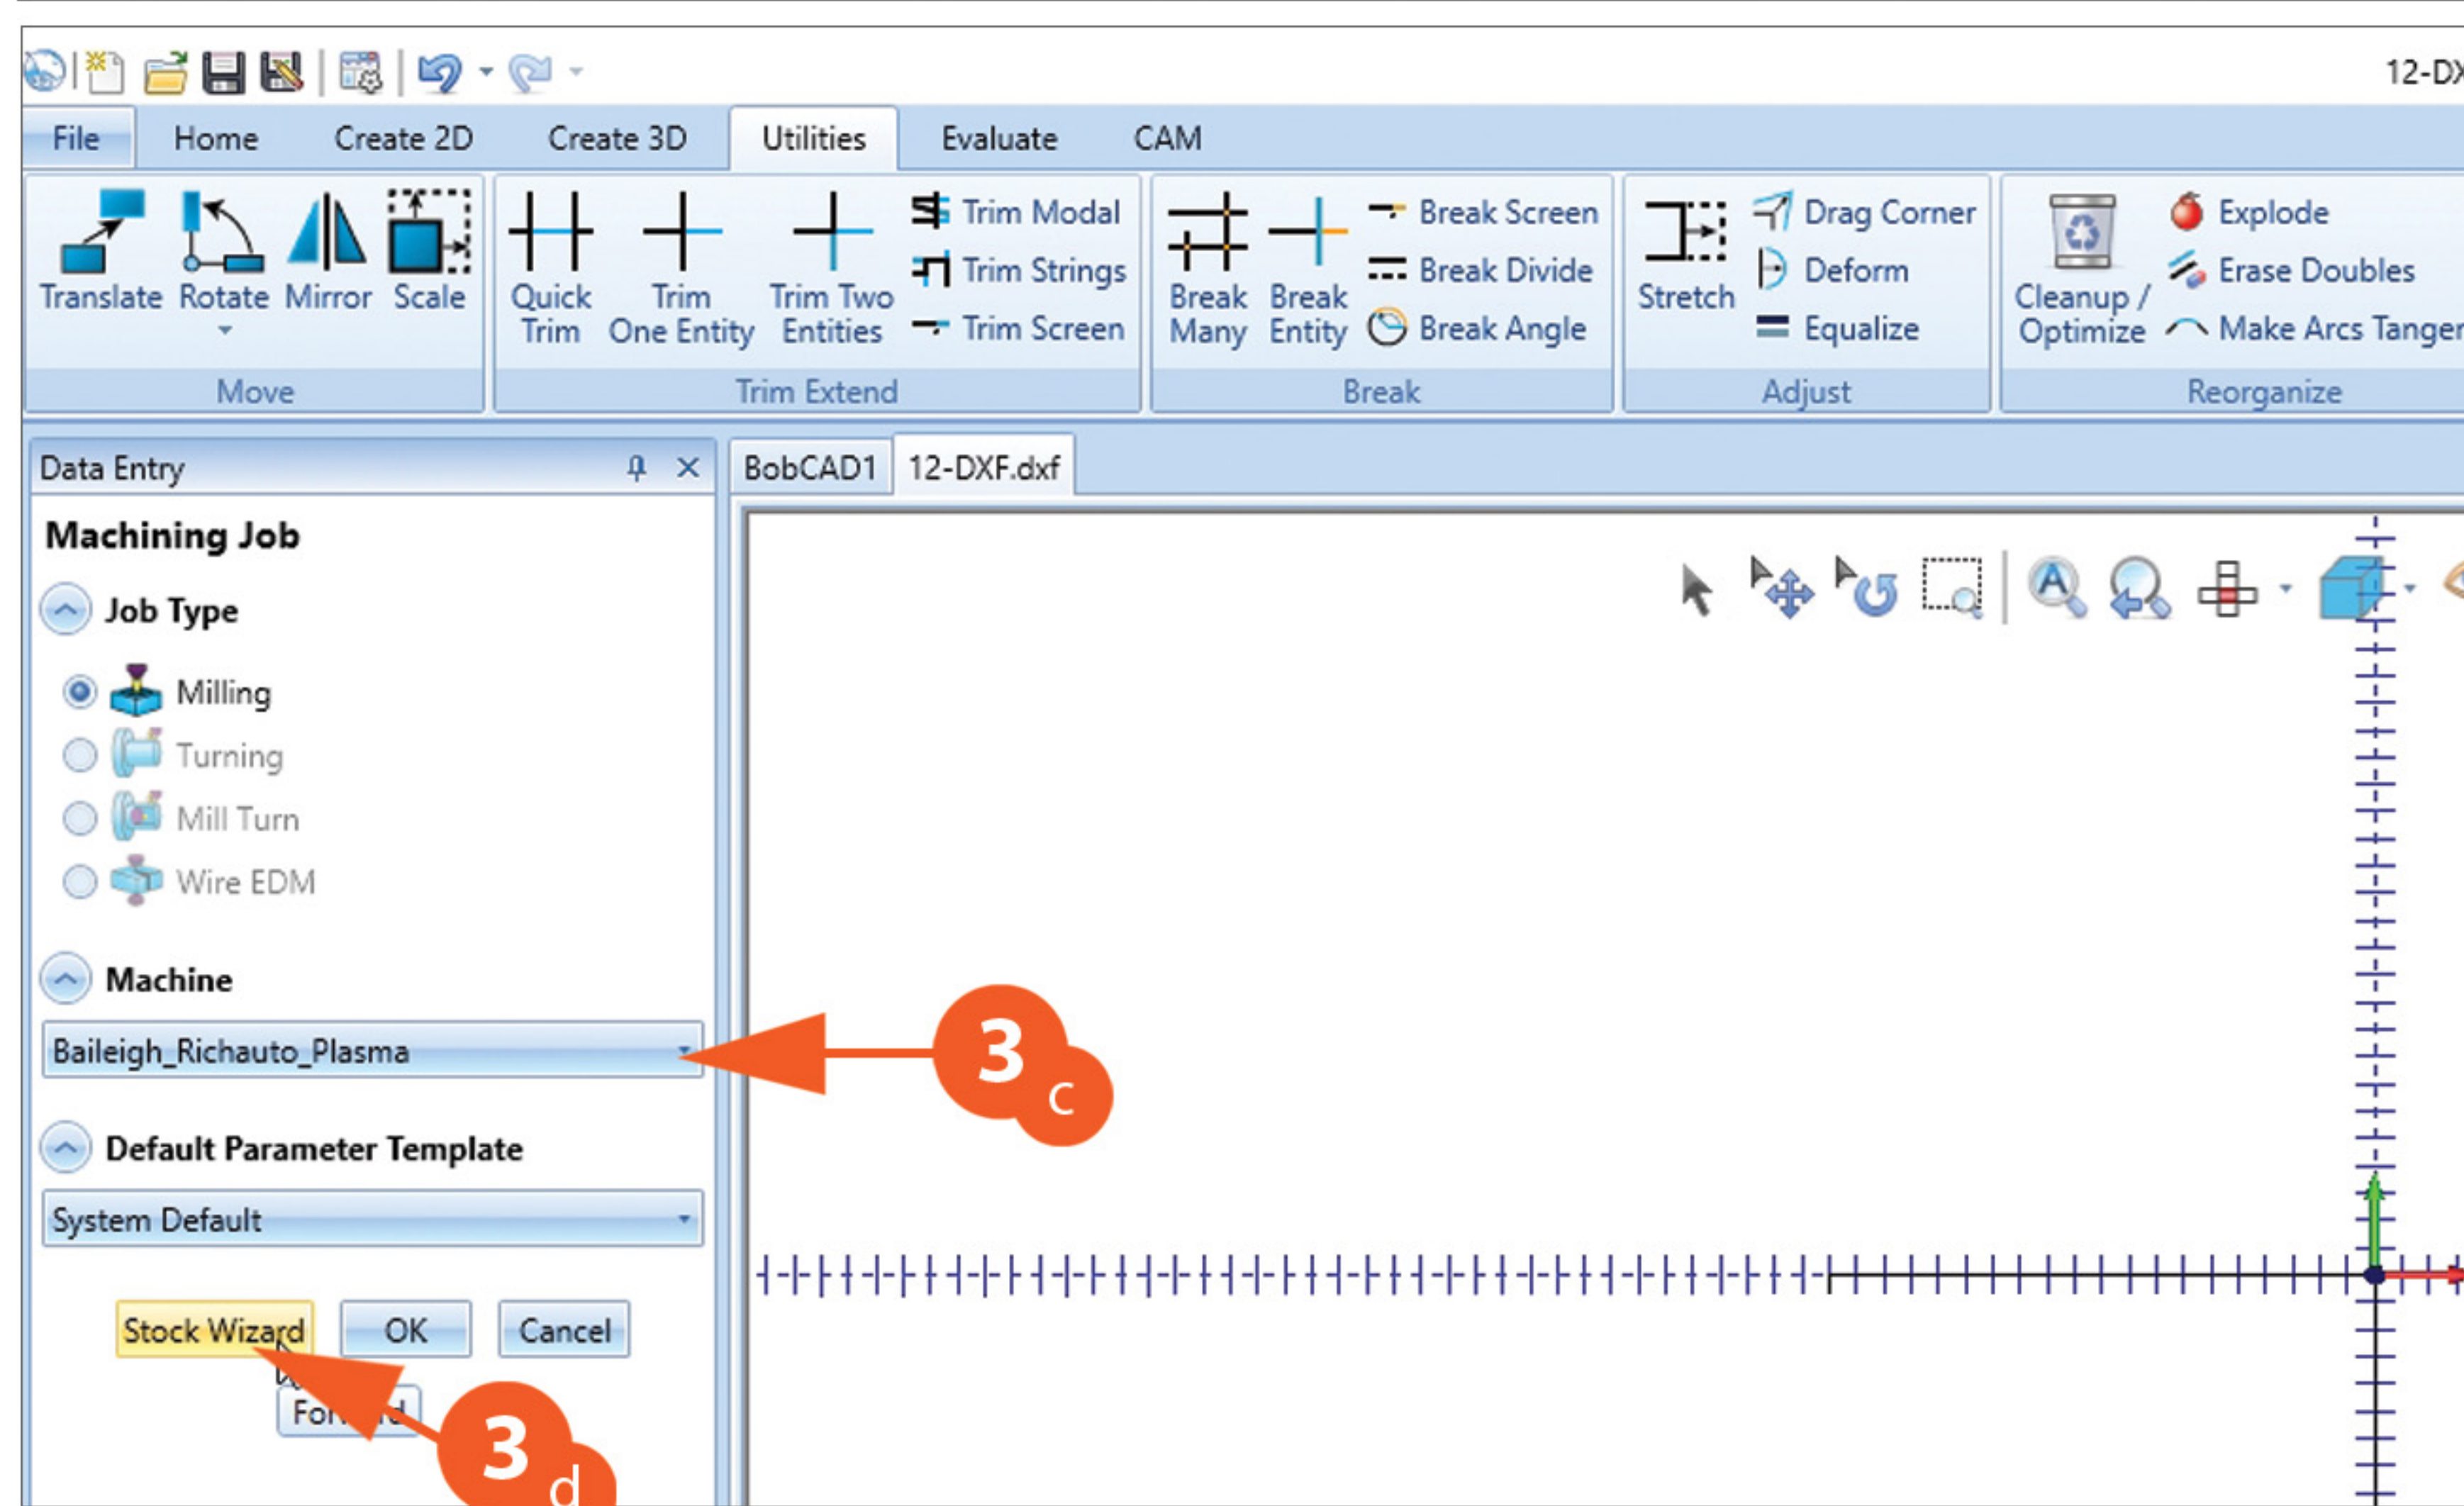 12-DX
File Home Create 2D Create 3D Utilities Evaluate CAM
Translate Rotate Mirror Scale
Move
Quick Trim
Trim One Entity
Trim Two Entities
Trim Modal
Trim Strings
Trim Screen
Trim Extend
Break Many
Break Entity
Break Screen
Break Divide
Break Angle
Break
Stretch
Drag Corner
Deform
Equalize
Adjust
Cleanup / Optimize
Explode
Erase Doubles
Make Arcs Tangen
Reorganize
Data Entry
BobCAD1 12-DXF.dxf
Machining Job
Job Type
Milling
Turning
Mill Turn
Wire EDM
Machine
Baileigh_Richauto_Plasma
3 c
Default Parameter Template
System Default
Stock Wizard OK Cancel
3 d